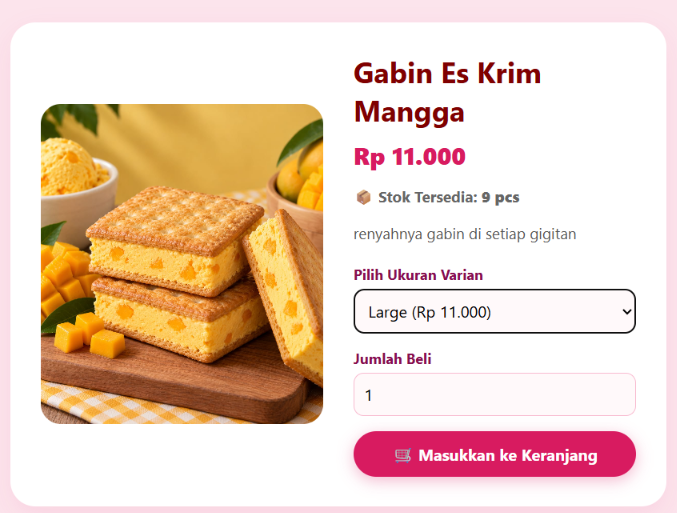 Gabin Es Krim
Mangga
Rp 11.000
📦 Stok Tersedia: 9 pcs
renyahnya gabin di setiap gigitan
Pilih Ukuran Varian
Large (Rp 11.000)
Jumlah Beli
1
🛒 Masukkan ke Keranjang